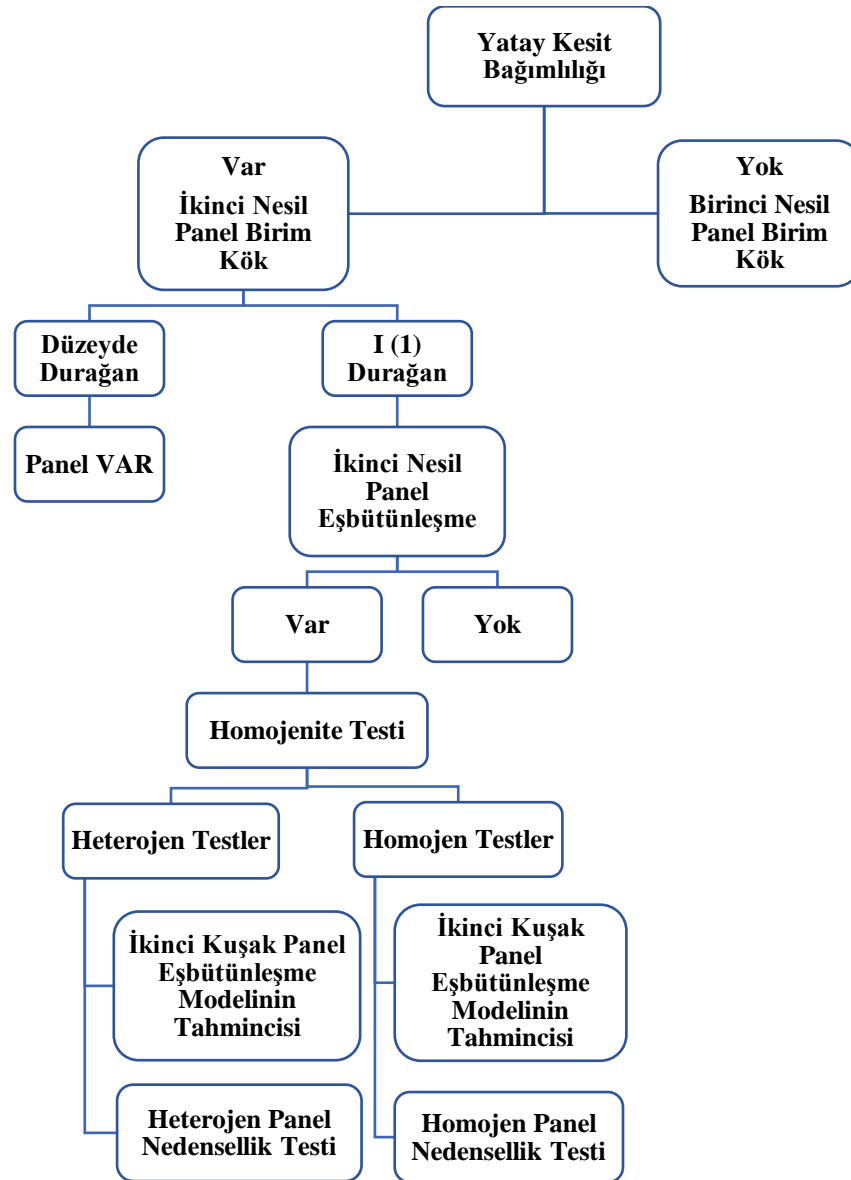 Yatay Kesit
Bağımlılığı
Var
İkinci Nesil
Panel Birim
Kök
Yok
Birinci Nesil
Panel Birim
Kök
Düzeyde
Durağan
I (1)
Durağan
Panel VAR
İkinci Nesil
Panel
Eşbütünleşme
Var
Yok
Homojenite Testi
Heterojen Testler
Homojen Testler
İkinci Kuşak Panel
Eşbütünleşme
Modelinin
Tahmincisi
İkinci Kuşak
Panel
Eşbütünleşme
Modelinin
Tahmincisi
Heterojen Panel
Nedensellik Testi
Homojen Panel
Nedensellik Testi